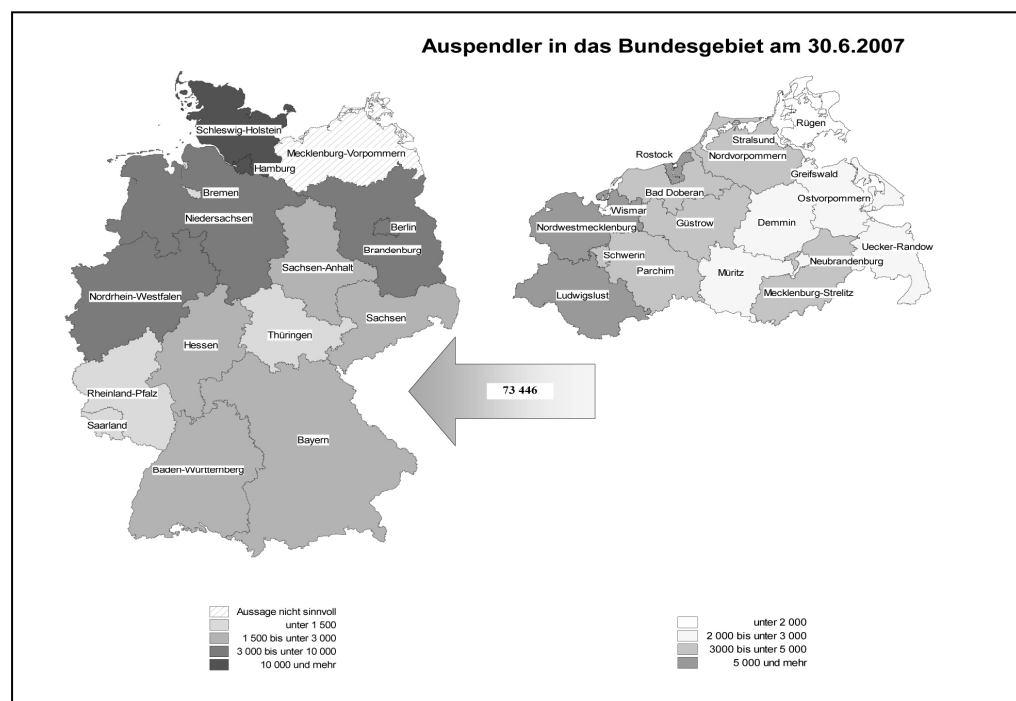 Auspendler in das Bundesgebiet am 30.6.2007
Schleswig-Holstein
Mecklenburg-Vorpommern
Hamburg
Bremen
Niedersachsen
Berlin
Brandenburg
Sachsen-Anhalt
Nordrhein-Westfalen
Sachsen
Thüringen
Hessen
Rheinland-Pfalz
Saarland
Bayern
Baden-Württemberg
73 446
Rügen
Stralsund
Nordvorpommern
Rostock
Greifswald
Bad Doberan
Ostvorpommern
Wismar
Güstrow
Demmin
Nordwestmecklenburg
Uecker-Randow
Schwerin
Neubrandenburg
Parchim
Müritz
Ludwigslust
Mecklenburg-Strelitz
Aussage nicht sinnvoll
unter 1 500
1 500 bis unter 3 000
3 000 bis unter 10 000
10 000 und mehr
unter 2 000
2 000 bis unter 3 000
3000 bis unter 5 000
5 000 und mehr